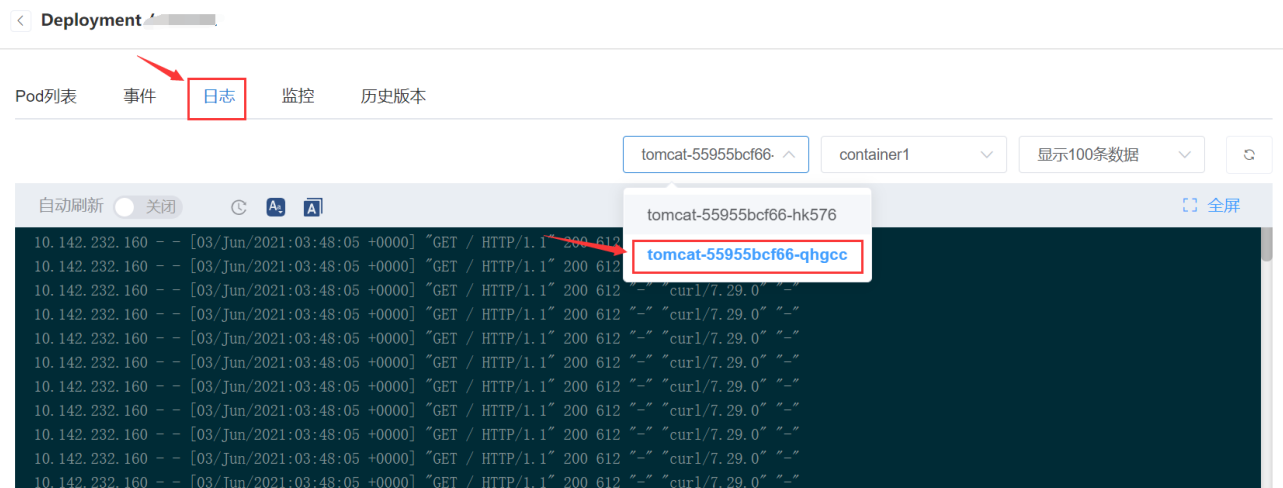 Deployment /
Pod列表 事件 日志 监控 历史版本
tomcat-55955bcf66- container1 显示100条数据
自动刷新 关闭 全屏
tomcat-55955bcf66-hk576
tomcat-55955bcf66-qhgcc
10.142.232.160 - - [03/Jun/2021:03:48:05 +0000] "GET / HTTP/1.1" 200 612
10.142.232.160 - - [03/Jun/2021:03:48:05 +0000] "GET / HTTP/1.1" 200 612
10.142.232.160 - - [03/Jun/2021:03:48:05 +0000] "GET / HTTP/1.1" 200 612 "-" "curl/7.29.0" "-"
10.142.232.160 - - [03/Jun/2021:03:48:05 +0000] "GET / HTTP/1.1" 200 612 "-" "curl/7.29.0" "-"
10.142.232.160 - - [03/Jun/2021:03:48:05 +0000] "GET / HTTP/1.1" 200 612 "-" "curl/7.29.0" "-"
10.142.232.160 - - [03/Jun/2021:03:48:05 +0000] "GET / HTTP/1.1" 200 612 "-" "curl/7.29.0" "-"
10.142.232.160 - - [03/Jun/2021:03:48:05 +0000] "GET / HTTP/1.1" 200 612 "-" "curl/7.29.0" "-"
10.142.232.160 - - [03/Jun/2021:03:48:05 +0000] "GET / HTTP/1.1" 200 612 "-" "curl/7.29.0" "-"
10.142.232.160 - - [03/Jun/2021:03:48:05 +0000] "GET / HTTP/1.1" 200 612 "-" "curl/7.29.0" "-"
10.142.232.160 - - [03/Jun/2021:03:48:05 +0000] "GET / HTTP/1.1" 200 612 "-" "curl/7.29.0" "-"
10.142.232.160 - - [03/Jun/2021:03:48:05 +0000] "GET / HTTP/1.1" 200 612 "-" "curl/7.29.0" "-"